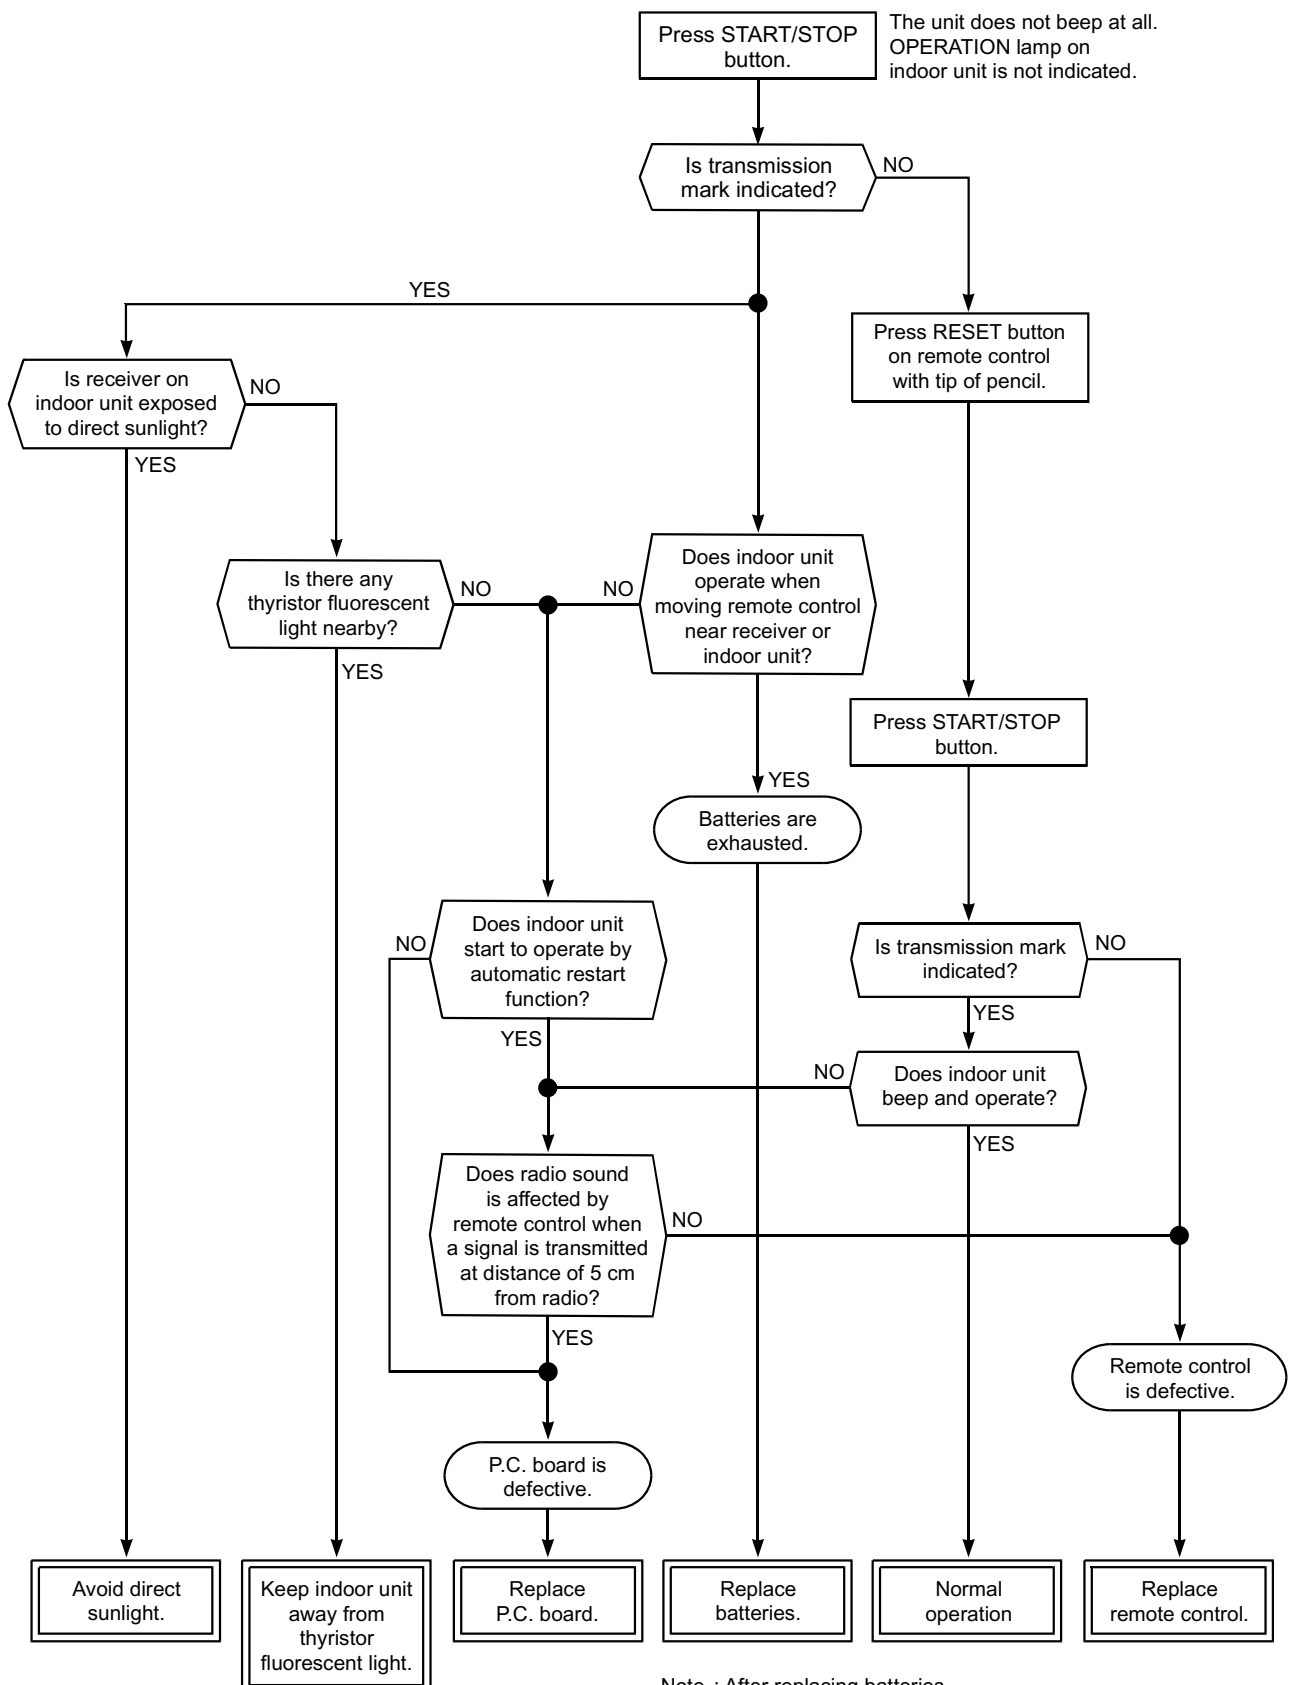 Press START/STOP
button.
The unit does not beep at all.
OPERATION lamp on
indoor unit is not indicated.
Is transmission
mark indicated?
NO
YES
Press RESET button
on remote control
with tip of pencil.
Is receiver on
indoor unit exposed
to direct sunlight?
NO
YES
Is there any
thyristor fluorescent
light nearby?
NO
YES
Does indoor unit
operate when
moving remote control
near receiver or
indoor unit?
NO
YES
Press START/STOP
button.
Batteries are
exhausted.
Does indoor unit
start to operate by
automatic restart
function?
NO
YES
Is transmission mark
indicated?
NO
YES
Does indoor unit
beep and operate?
NO
YES
Does radio sound
is affected by
remote control when
a signal is transmitted
at distance of 5 cm
from radio?
NO
YES
Remote control
is defective.
P.C. board is
defective.
Avoid direct
sunlight.
Keep indoor unit
away from
thyristor
fluorescent light.
Replace
P.C. board.
Replace
batteries.
Normal
operation
Replace
remote control.
Note : After replacing batteries